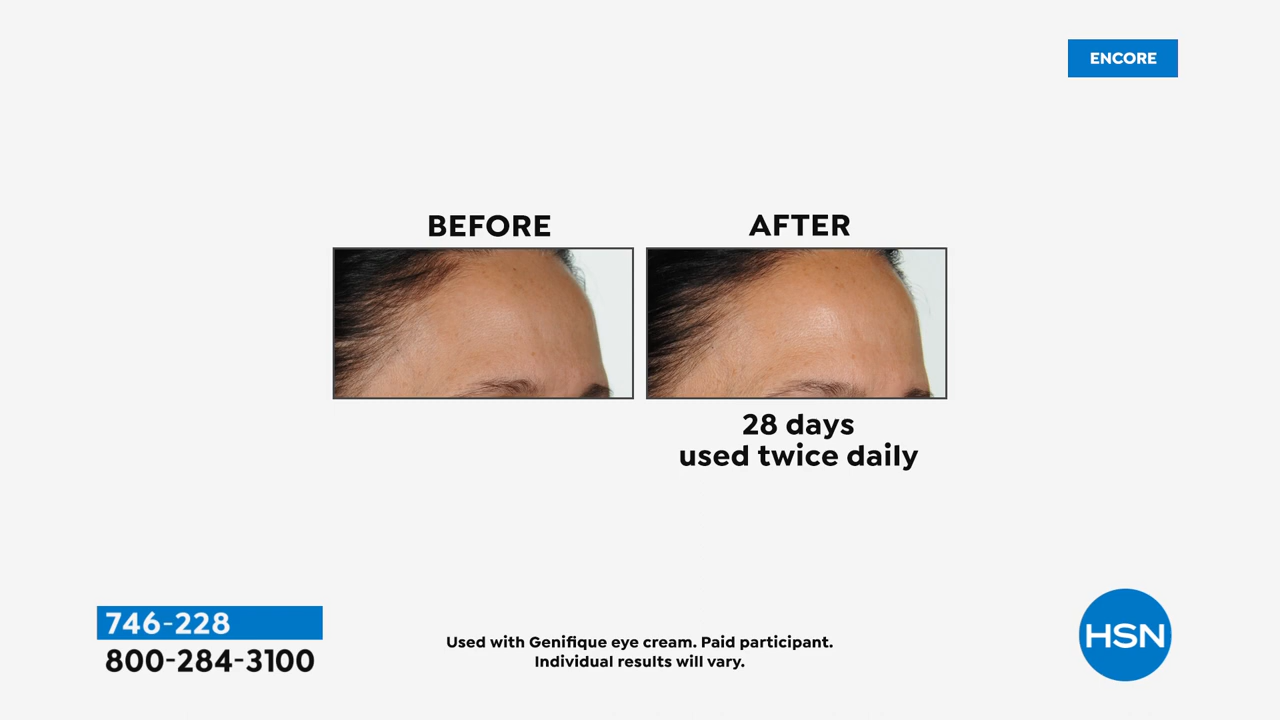 ENCORE
BEFORE
AFTER
28 days
used twice daily
746-228
800-284-3100
Used with Genifique eye cream. Paid participant.
Individual results will vary.
HSN